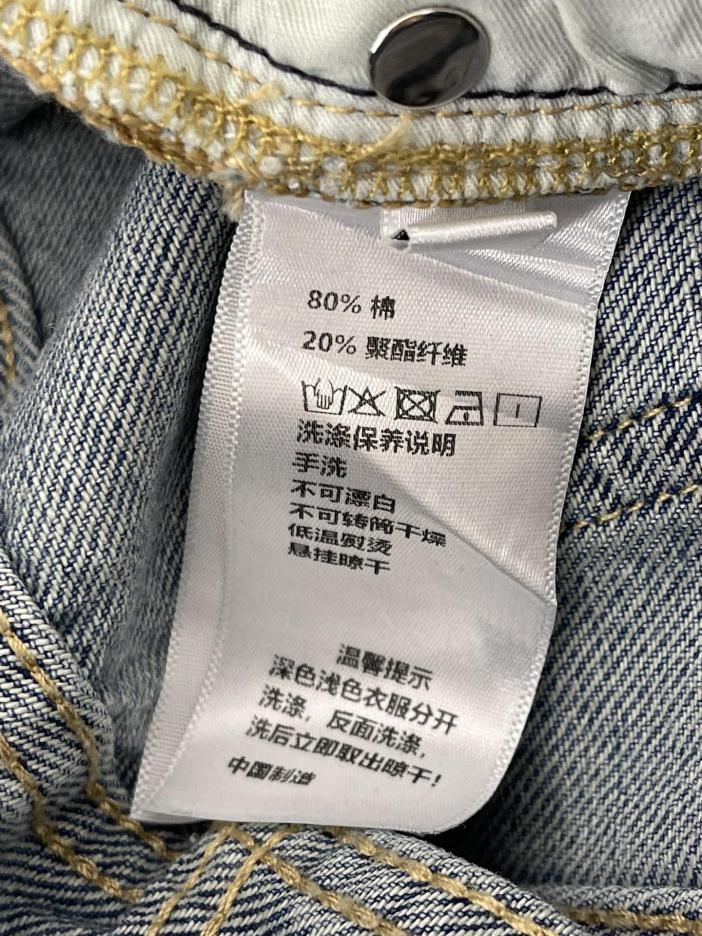 80% 棉
20% 聚酯纤维
洗涤保养说明
手洗
不可漂白
不可转筒干燥
低温熨烫
悬挂晾干
温馨提示
深色浅色衣服分开
洗涤，反面洗涤，
洗后立即取出晾干！
中国制造